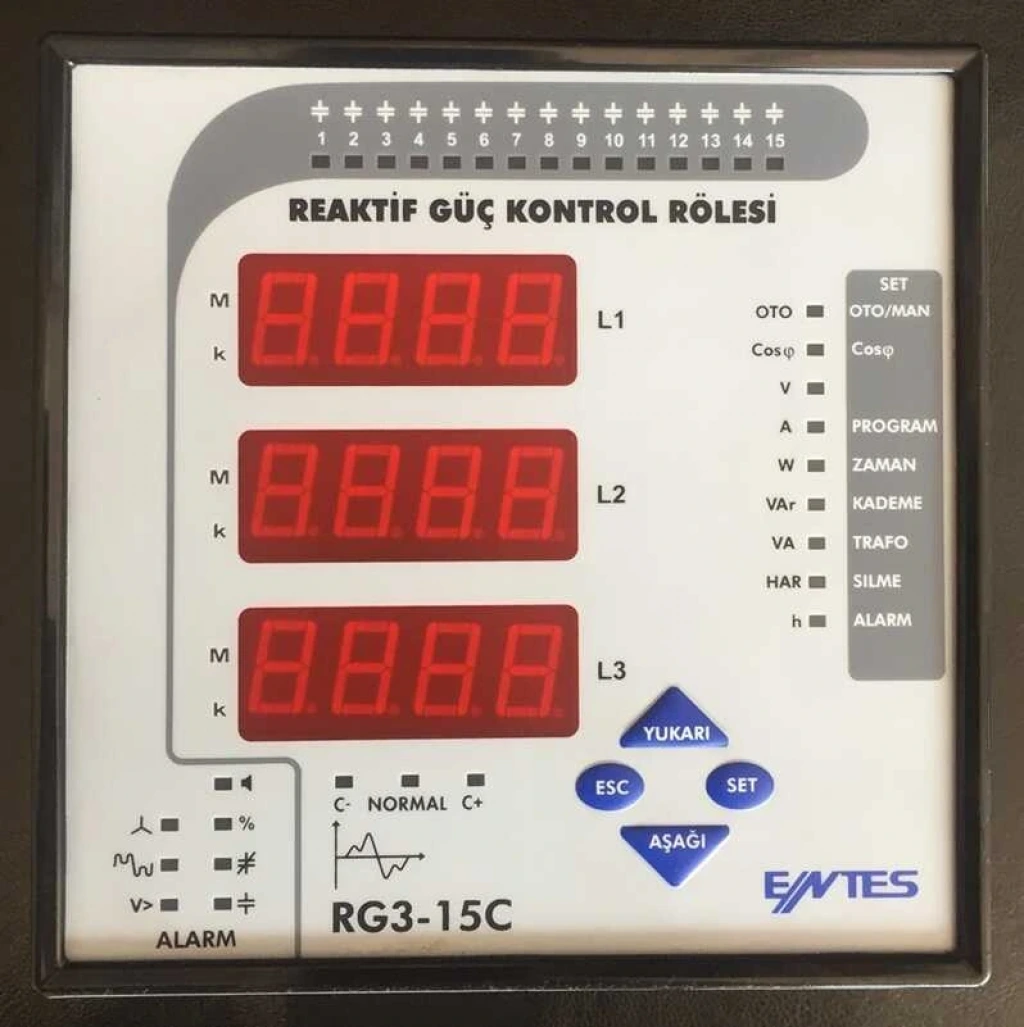 1 2 3 4 5 6 7 8 9 10 11 12 13 14 15
REAKTİF GÜÇ KONTROL RÖLESİ
M
k
L1
M
k
L2
M
k
L3
SET
OTO OTO/MAN
Cosφ Cosφ
V
A PROGRAM
W ZAMAN
VAr KADEME
VA TRAFO
HAR SILME
h ALARM
YUKARI
ESC SET
AŞAĞI
C- NORMAL C+
%
V>
ALARM
RG3-15C
ENTES